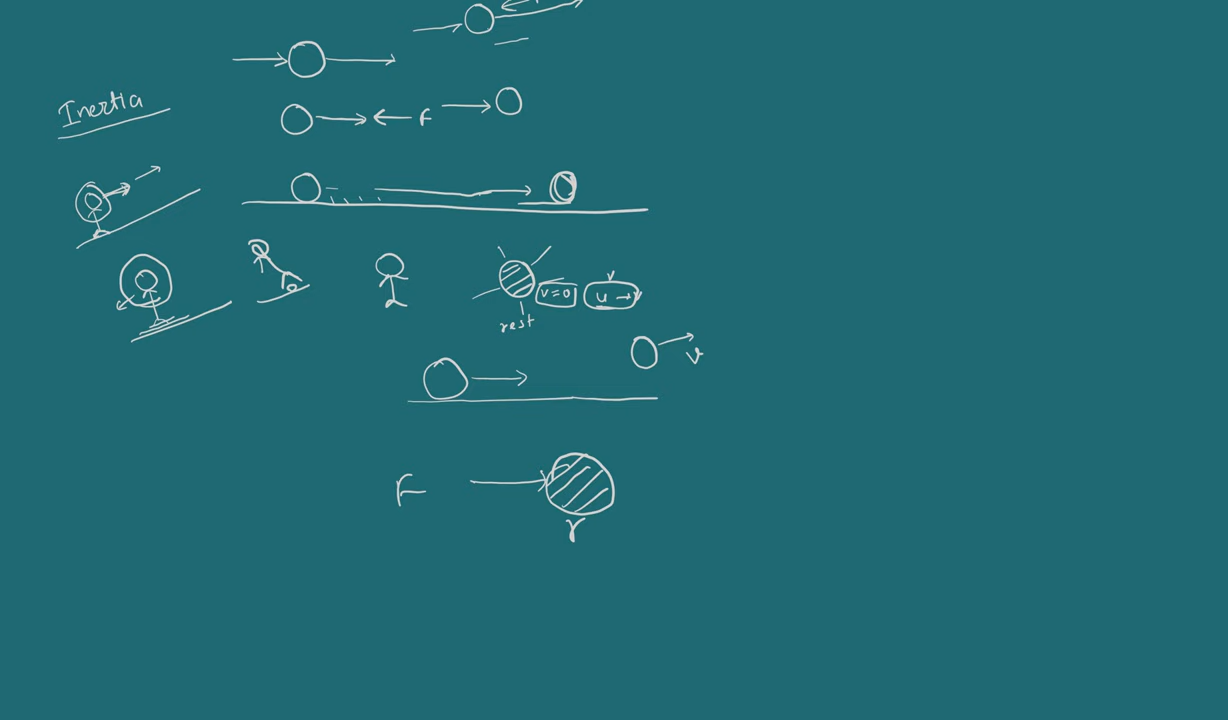 Inertia
F
v
v=0 u → v
rest
v
F
r